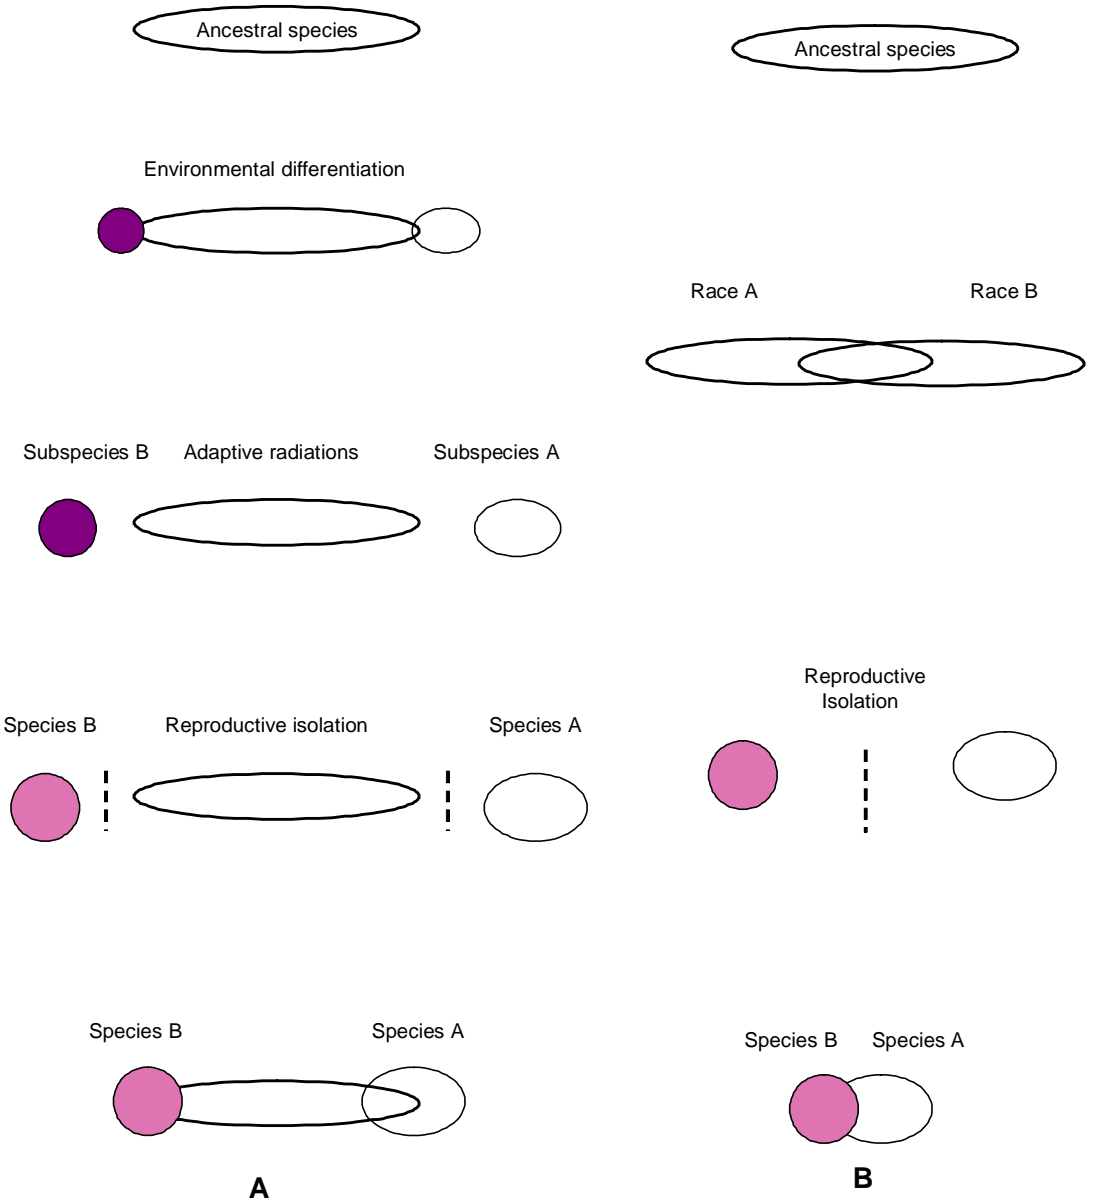 Ancestral species
Environmental differentiation
Subspecies B Adaptive radiations Subspecies A
Species B Reproductive isolation Species A
Species B Species A
A
Ancestral species
Race A Race B
Reproductive
Isolation
Species B Species A
B